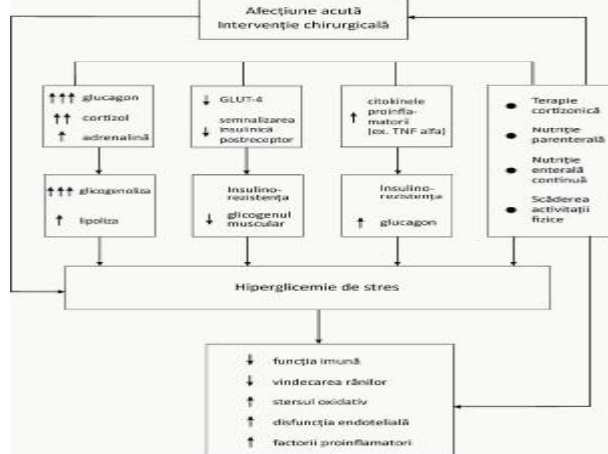 Afecțiune acută
Intervenție chirurgicală
↑↑↑ glucagon
↑↑ cortizol
↑ adrenalină
↓ GLUT-4
semnalizarea
↓ insulinică
postreceptor
citokinele
proinfla-
↑ matorii
(ex. TNF alfa)
● Terapie
cortizonică
● Nutriție
parenterală
● Nutriție
enterală
continuă
● Scăderea
activitații
fizice
↑↑↑ glicogenoliza
↑ lipoliza
Insulino-
rezistența
↓ glicogenul
muscular
Insulino-
rezistența
↑ glucagon
Hiperglicemie de stres
↓ funcția imună
↓ vindecarea rănilor
↑ stersul oxidativ
↑ disfuncția endotelială
↑ factorii proinflamatori